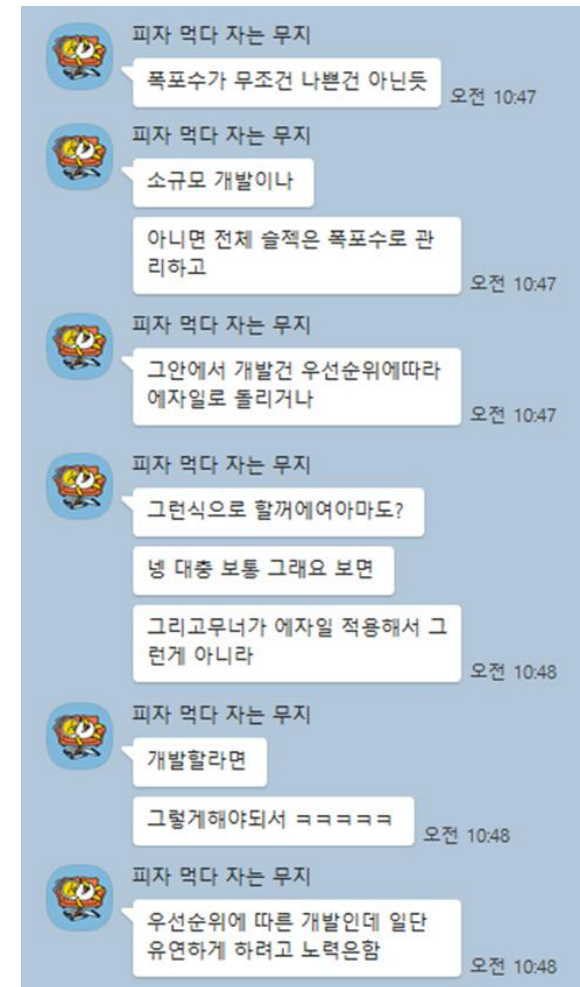 피자 먹다 자는 무지
폭포수가 무조건 나쁜건 아닌듯
오전 10:47
피자 먹다 자는 무지
소규모 개발이나
아니면 전체 슬젝은 폭포수로 관
리하고
오전 10:47
피자 먹다 자는 무지
그안에서 개발건 우선순위에따라
에자일로 돌리거나
오전 10:47
피자 먹다 자는 무지
그런식으로 할꺼에여아마도?
넹 대충 보통 그래요 보면
그리고무너가 에자일 적용해서 그
런게 아니라
오전 10:48
피자 먹다 자는 무지
개발할라면
그렇게해야되서 ㅋㅋㅋㅋㅋ
오전 10:48
피자 먹다 자는 무지
우선순위에 따른 개발인데 일단
유연하게 하려고 노력은함
오전 10:48